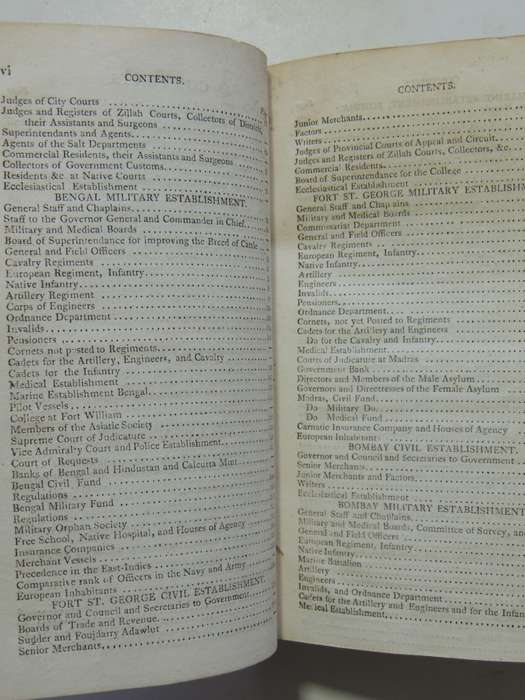 vi
CONTENTS.
Judges of City Courts
Judges and Registers of Zillah Courts, Collectors of Districts,
their Assistants and Surgeons
Superintendants and Agents
Agents of the Salt Departments
Commercial Residents, their Assistants and Surgeons
Collectors of Government Customs
Residents &c at Native Courts
Ecclesiastical Establishment
BENGAL MILITARY ESTABLISHMENT.
General Staff and Chaplains
Staff to the Governor General and Commander in Chief
Military and Medical Boards
Board of Superintendance for improving the Breed of Cattle
General and Field Officers
Cavalry Regiments
European Regiment, Infantry
Native Infantry
Artillery Regiment
Corps of Engineers
Ordnance Department
Invalids
Pensioners
Cornets not posted to Regiments
Cadets for the Artillery, Engineers, and Cavalry
Cadets for the Infantry
Medical Establishment
Marine Establishment Bengal
Pilot Vessels
College at Fort William
Members of the Asiatic Society
Supreme Court of Judicature
Vice Admiralty Court and Police Establishment
Court of Requests
Banks of Bengal and Hindustan and Calcutta Mint
Bengal Civil Fund
Regulations
Bengal Military Fund
Regulations
Military Orphan Society
Free School, Native Hospital, and Houses of Agency
Insurance Companies
Merchant Vessels
Precedence in the East-Indies
Comparative rank of Officers in the Navy and Army
European Inhabitants
FORT ST. GEORGE CIVIL ESTABLISHMENT.
Governor and Council and Secretaries to Government
Boards of Trade and Revenue
Sudder and Foujdarry Adawlut
Senior Merchants
CONTENTS.
Junior Merchants
Factors
Writers
Judges of Provincial Courts of Appeal and Circuit
Judges and Registers of Zillah Courts, Collectors, &c.
Commercial Residents
Board of Superintendance for the College
Ecclesiastical Establishment
FORT ST. GEORGE MILITARY ESTABLISHM
General Staff and Chaplains
Military and Medical Boards
Commissariat Department
General and Field Officers
Cavalry Regiments
European Regiment, Infantry
Native Infantry
Artillery
Engineers
Invalids
Pensioners
Ordnance Department
Cornets, not yet Posted to Regiments
Cadets for the Artillery and Engineers
Do for the Cavalry and Infantry
Medical Establishment
Courts of Judicature at Madras
Government Bank
Directors and Members of the Male Asylum
Governors and Directresses of the Female Asylum
Madras, Civil Fund
Do Military Do.
Do Medical Fund
Carnatic Insurance Company and Houses of Agency
European Inhabitants
BOMBAY CIVIL ESTABLISHMENT.
Governor and Council and Secretaries to Government
Senior Merchants
Junior Merchants and Factors
Writers
Ecclesiastical Establishment
BOMBAY MILITARY ESTABLISHMENT
General Staff and Chaplains
Military and Medical Boards, Committee of Survey, and
General and Field Officers
European Regiment, Infantry
Native Infantry
Marine Battalion
Artillery
Engineers
Invalids, and Ordnance Department
Cadets for the Artillery and Engineers and for the Infan
Medical Establishment